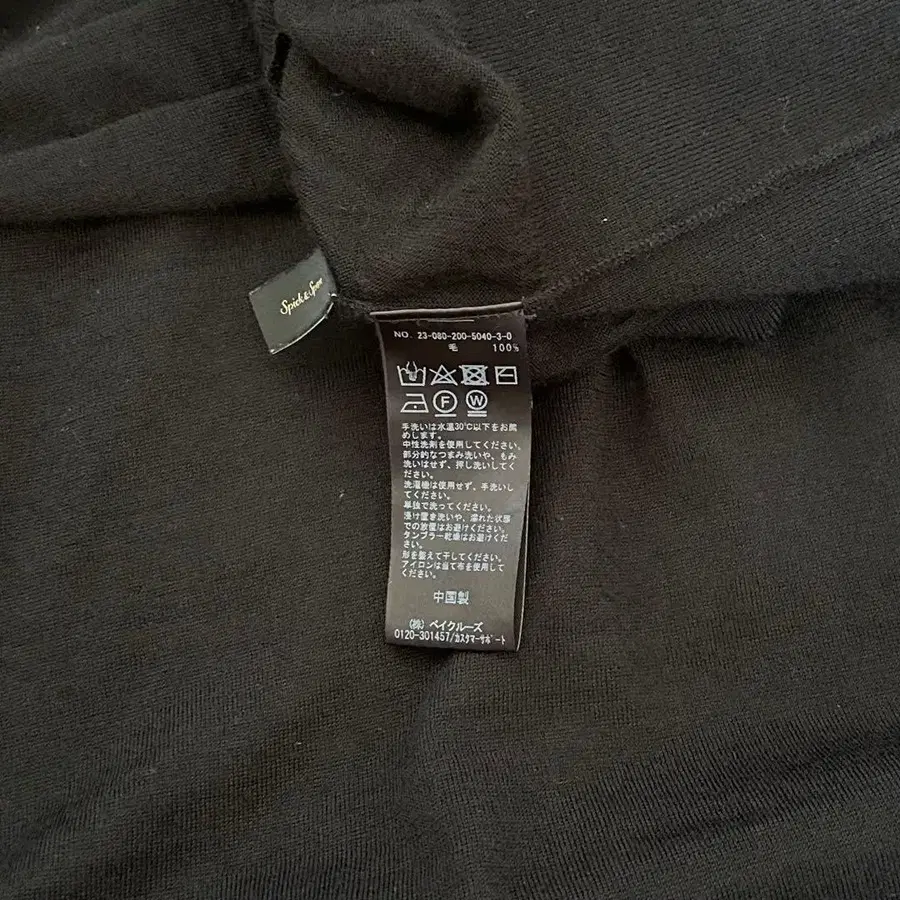 Spick & Span
NO. 23-080-200-5040-3-0
毛 100%
F W
手洗いは水温30℃以下をお薦
めします。
中性洗剤を使用してください。
部分的なつまみ洗いや、もみ
洗いはせず、押し洗いしてく
ださい。
洗濯機は使用せず、手洗いし
てください。
単独で洗ってください。
浸け置き洗いや、濡れた状態
での放置はお避けください。
タンブラー乾燥はお避けくだ
さい。
形を整えて干してください。
アイロンは当て布を使用して
ください。
中国製
(株) ベイクルーズ
0120-301457/カスタマーサポート